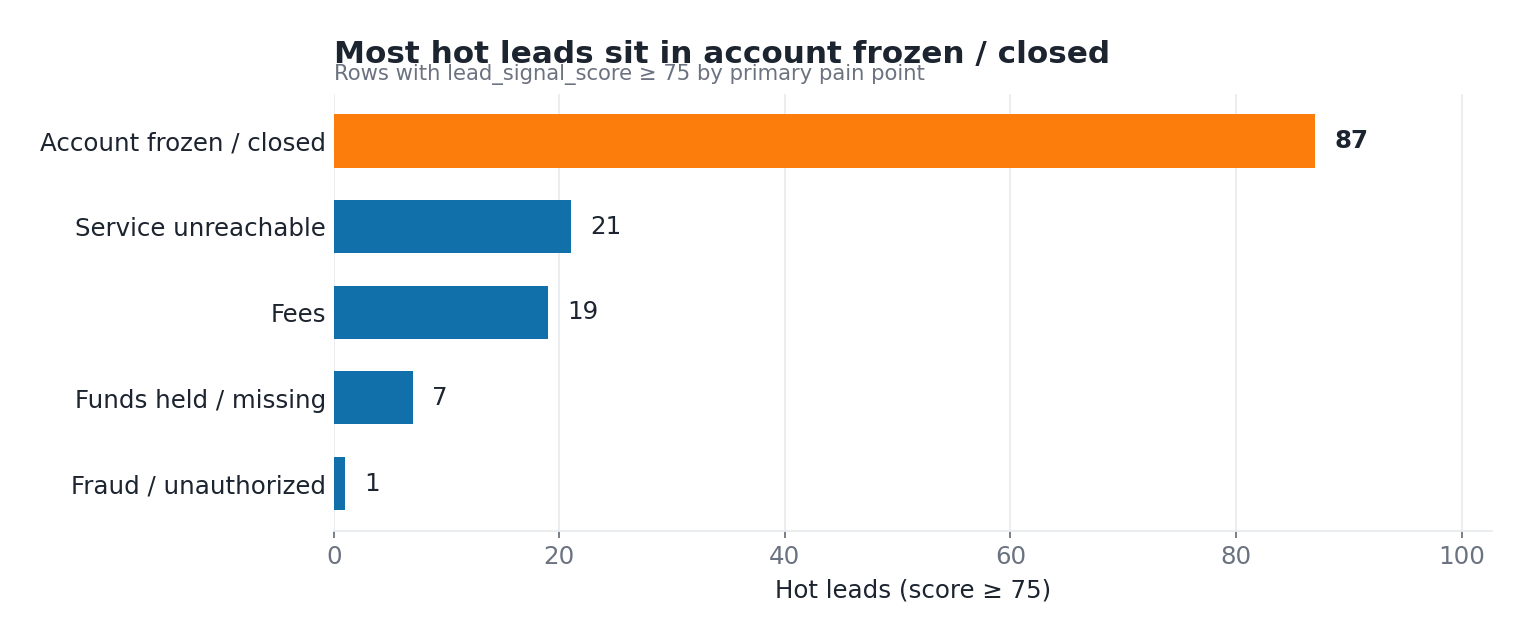 Most hot leads sit in account frozen / closed
Rows with lead_signal_score ≥ 75 by primary pain point
Account frozen / closed 87
Service unreachable 21
Fees 19
Funds held / missing 7
Fraud / unauthorized 1
0 20 40 60 80 100
Hot leads (score ≥ 75)